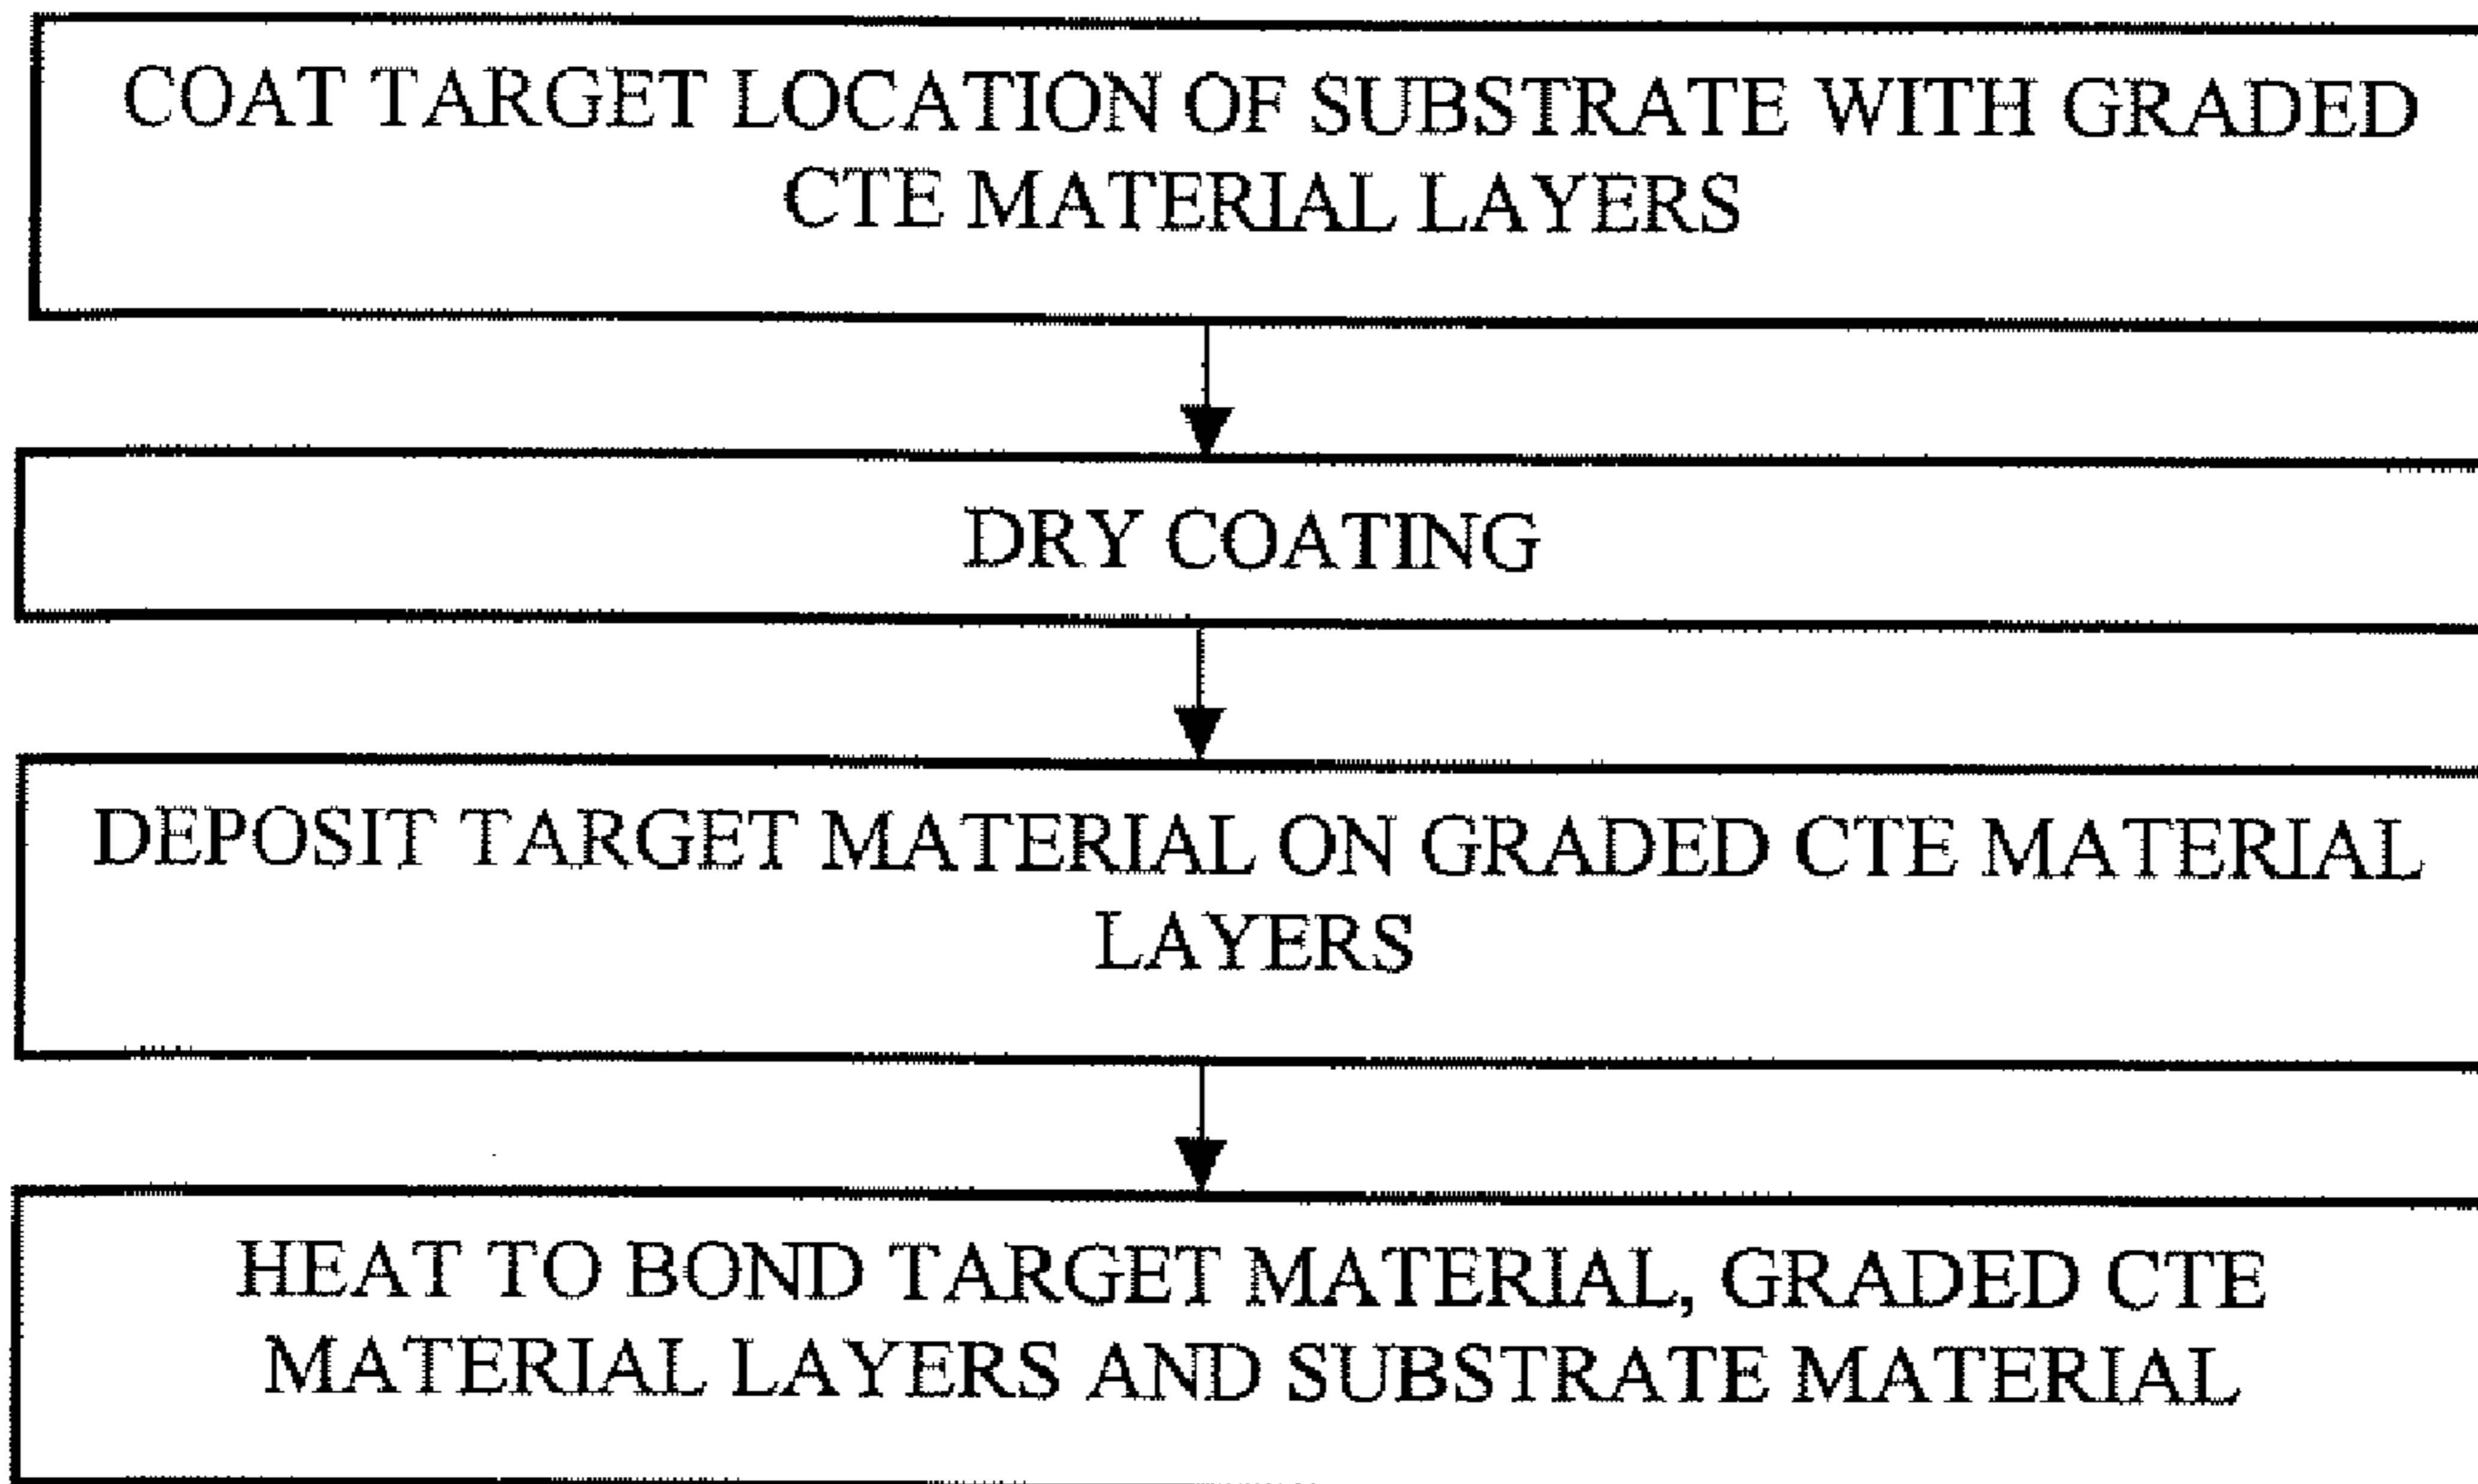 COAT TARGET LOCATION OF SUBSTRATE WITH GRADED
CTE MATERIAL LAYERS
DRY COATING
DEPOSIT TARGET MATERIAL ON GRADED CTE MATERIAL
LAYERS
HEAT TO BOND TARGET MATERIAL, GRADED CTE
MATERIAL LAYERS AND SUBSTRATE MATERIAL